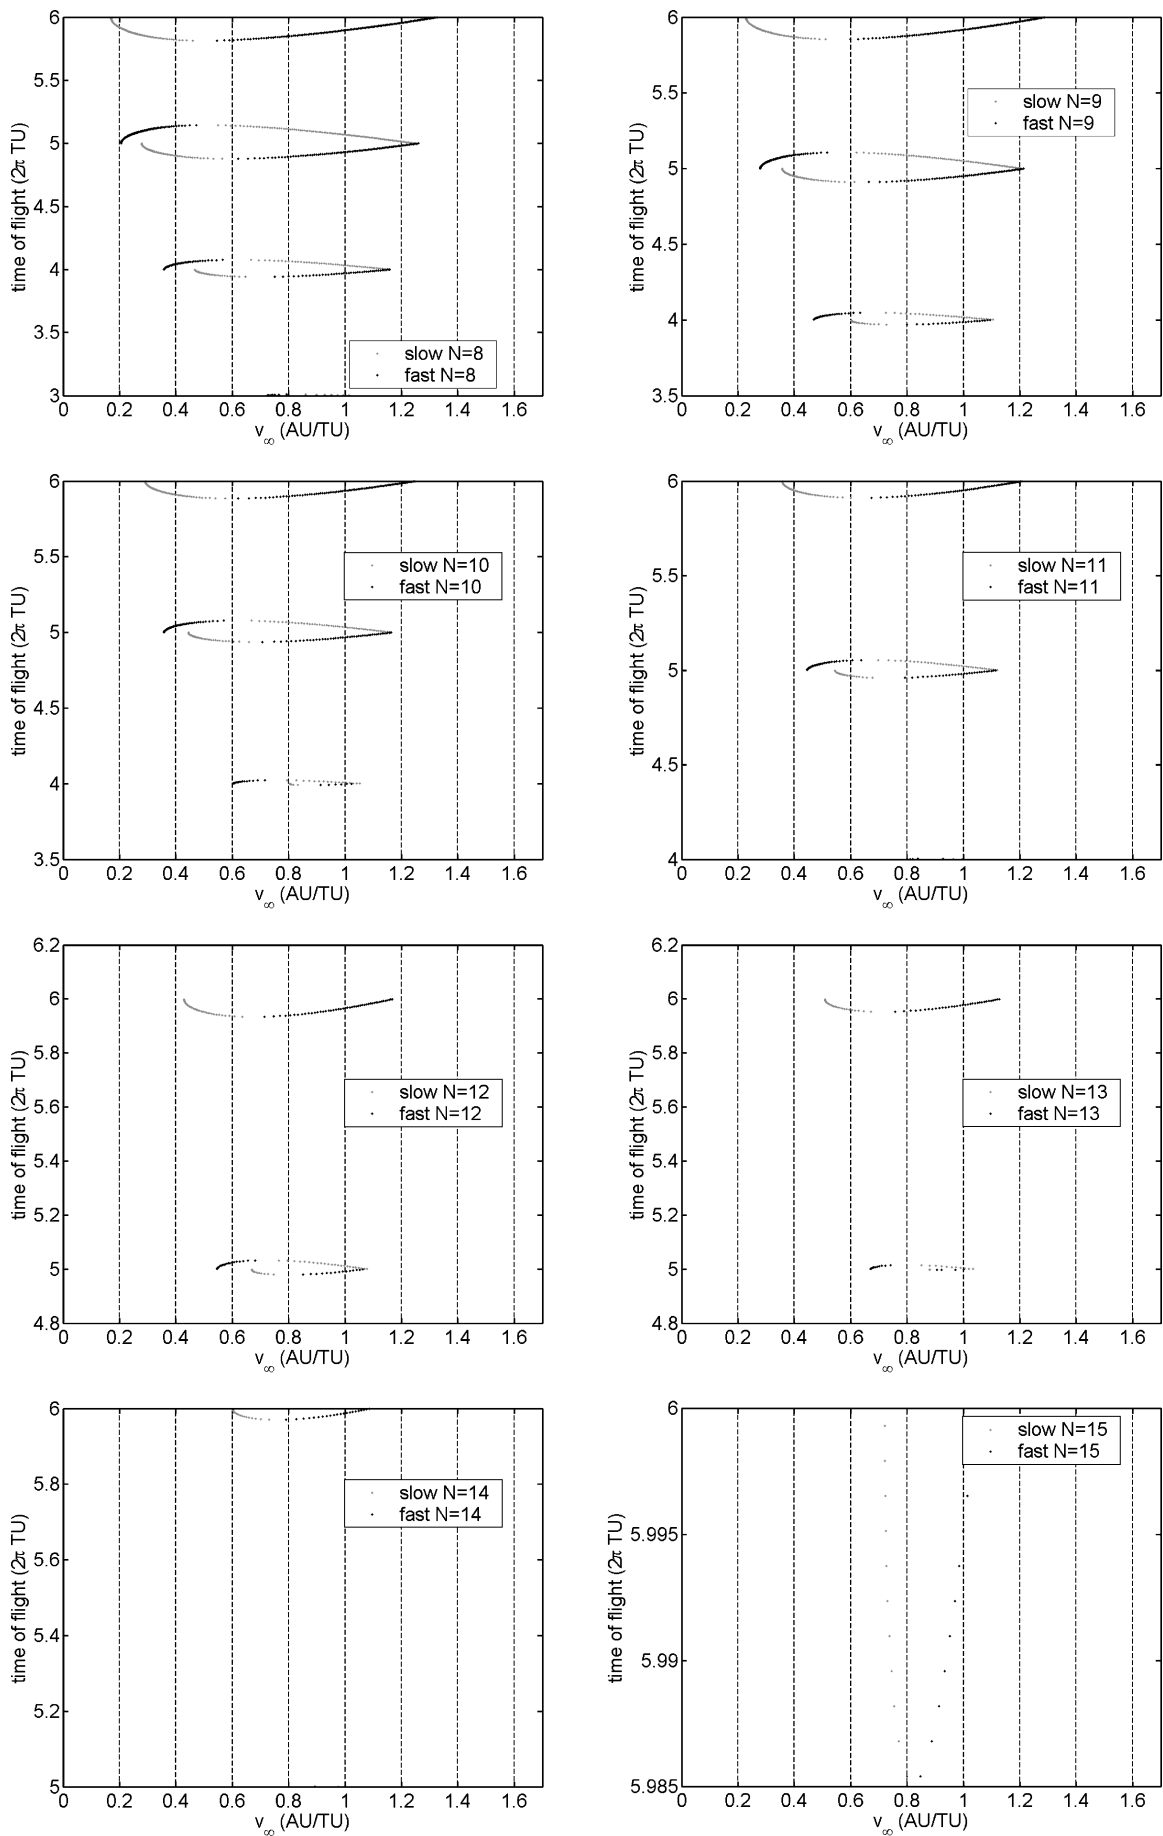 6
5.5
5
4.5
4
3.5
3
time of flight (2π TU)
slow N=8
fast N=8
0 0.2 0.4 0.6 0.8 1 1.2 1.4 1.6
v∞ (AU/TU)
6
5.5
5
4.5
4
3.5
time of flight (2π TU)
slow N=9
fast N=9
0 0.2 0.4 0.6 0.8 1 1.2 1.4 1.6
v∞ (AU/TU)
6
5.5
5
4.5
4
3.5
time of flight (2π TU)
slow N=10
fast N=10
0 0.2 0.4 0.6 0.8 1 1.2 1.4 1.6
v∞ (AU/TU)
6
5.5
5
4.5
4
time of flight (2π TU)
slow N=11
fast N=11
0 0.2 0.4 0.6 0.8 1 1.2 1.4 1.6
v∞ (AU/TU)
6.2
6
5.8
5.6
5.4
5.2
5
4.8
time of flight (2π TU)
slow N=12
fast N=12
0 0.2 0.4 0.6 0.8 1 1.2 1.4 1.6
v∞ (AU/TU)
6.2
6
5.8
5.6
5.4
5.2
5
4.8
time of flight (2π TU)
slow N=13
fast N=13
0 0.2 0.4 0.6 0.8 1 1.2 1.4 1.6
v∞ (AU/TU)
6
5.8
5.6
5.4
5.2
5
time of flight (2π TU)
slow N=14
fast N=14
0 0.2 0.4 0.6 0.8 1 1.2 1.4 1.6
v∞ (AU/TU)
6
5.995
5.99
5.985
time of flight (2π TU)
slow N=15
fast N=15
0 0.2 0.4 0.6 0.8 1 1.2 1.4 1.6
v∞ (AU/TU)